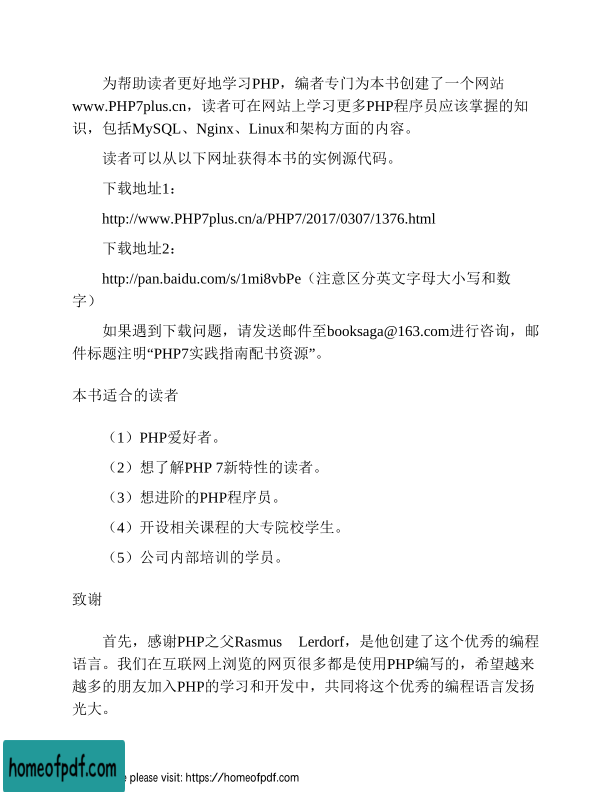 为帮助读者更好地学习PHP，编者专门为本书创建了一个网站
www.PHP7plus.cn，读者可在网站上学习更多PHP程序员应该掌握的知
识，包括MySQL、Nginx、Linux和架构方面的内容。
读者可以从以下网址获得本书的实例源代码。
下载地址1：
http://www.PHP7plus.cn/a/PHP7/2017/0307/1376.html
下载地址2：
http://pan.baidu.com/s/1mi8vbPe（注意区分英文字母大小写和数
字）
如果遇到下载问题，请发送邮件至booksaga@163.com进行咨询，邮
件标题注明“PHP7实践指南配书资源”。
本书适合的读者
（1）PHP爱好者。
（2）想了解PHP 7新特性的读者。
（3）想进阶的PHP程序员。
（4）开设相关课程的大专院校学生。
（5）公司内部培训的学员。
致谢
首先，感谢PHP之父Rasmus Lerdorf，是他创建了这个优秀的编程
语言。我们在互联网上浏览的网页很多都是使用PHP编写的，希望越来
越多的朋友加入PHP的学习和开发中，共同将这个优秀的编程语言发扬
光大。
homeofpdf.com
please visit: https://homeofpdf.com